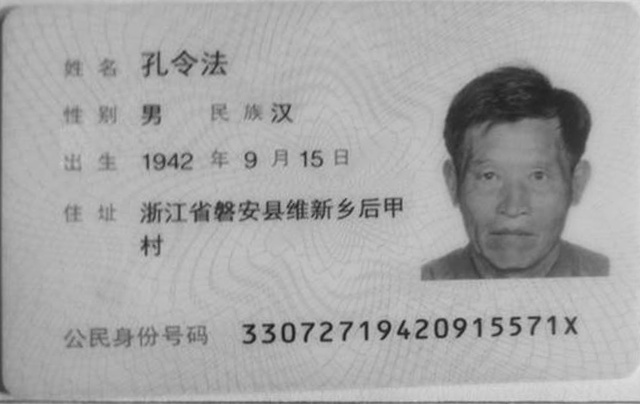 姓名 孔令法
性别 男 民族 汉
出生 1942 年 9 月 15 日
住址 浙江省磐安县维新乡后甲
村
公民身份号码 33072719420915571X